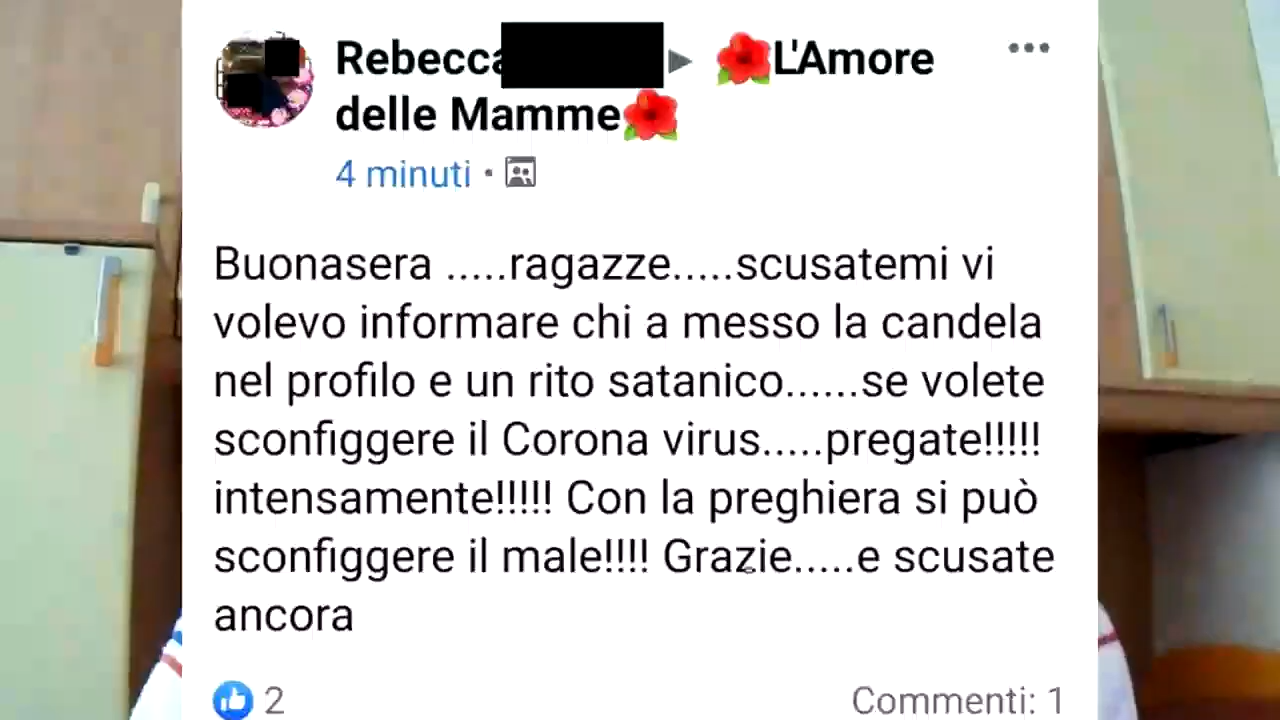 Rebecca L'Amore
delle Mamme
4 minuti
Buonasera .....ragazze.....scusatemi vi
volevo informare chi a messo la candela
nel profilo e un rito satanico......se volete
sconfiggere il Corona virus.....pregate!!!!!
intensamente!!!!! Con la preghiera si può
sconfiggere il male!!!! Grazie.....e scusate
ancora
2 Commenti: 1